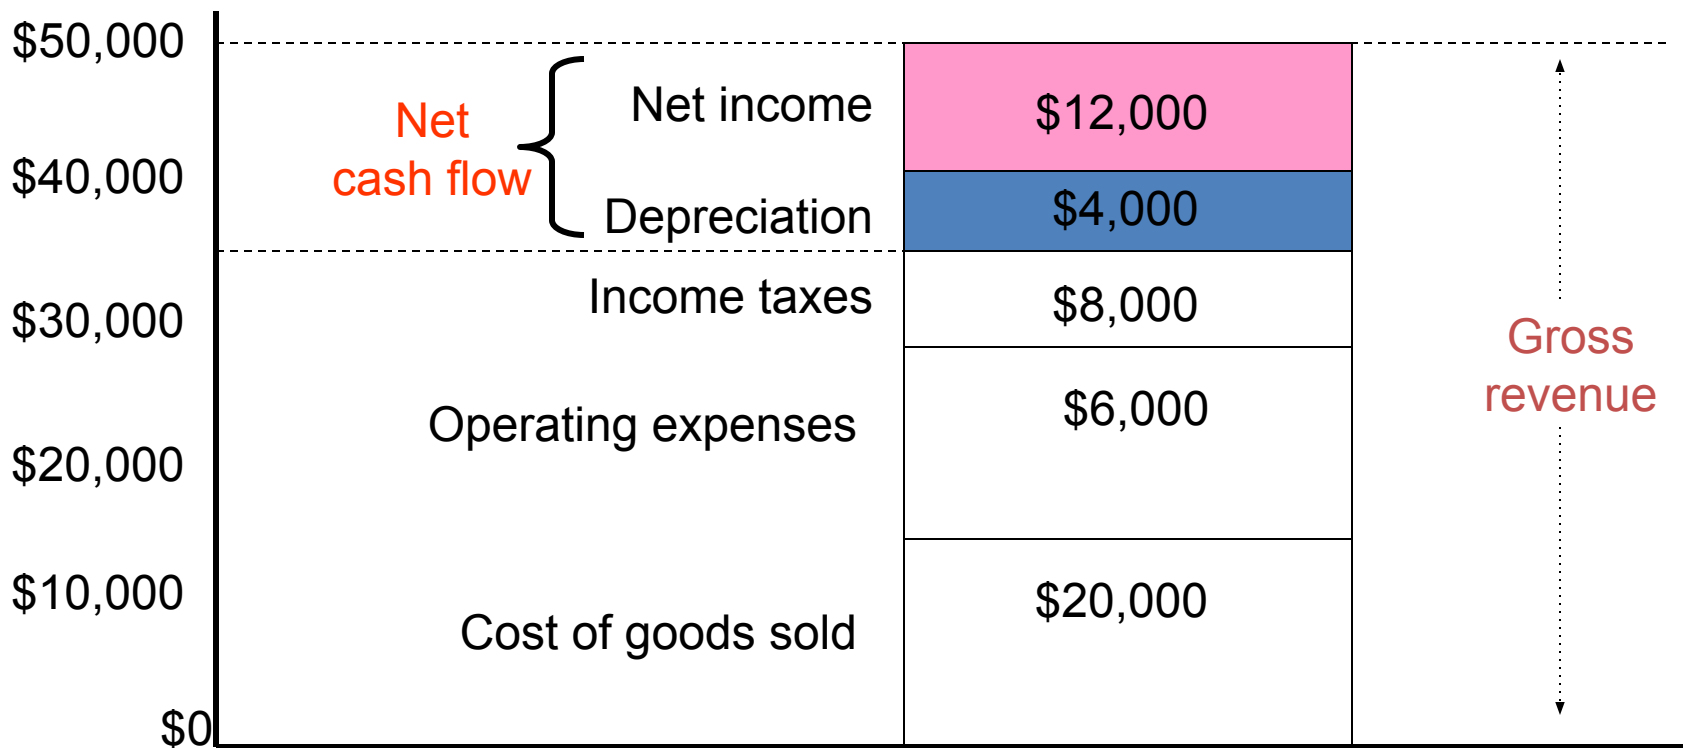 $50,000
Net income
$12,000
Net
cash flow
$40,000
Depreciation
$4,000
Income taxes
$8,000
$30,000
Gross
revenue
Operating expenses
$6,000
$20,000
$10,000
Cost of goods sold
$20,000
$0